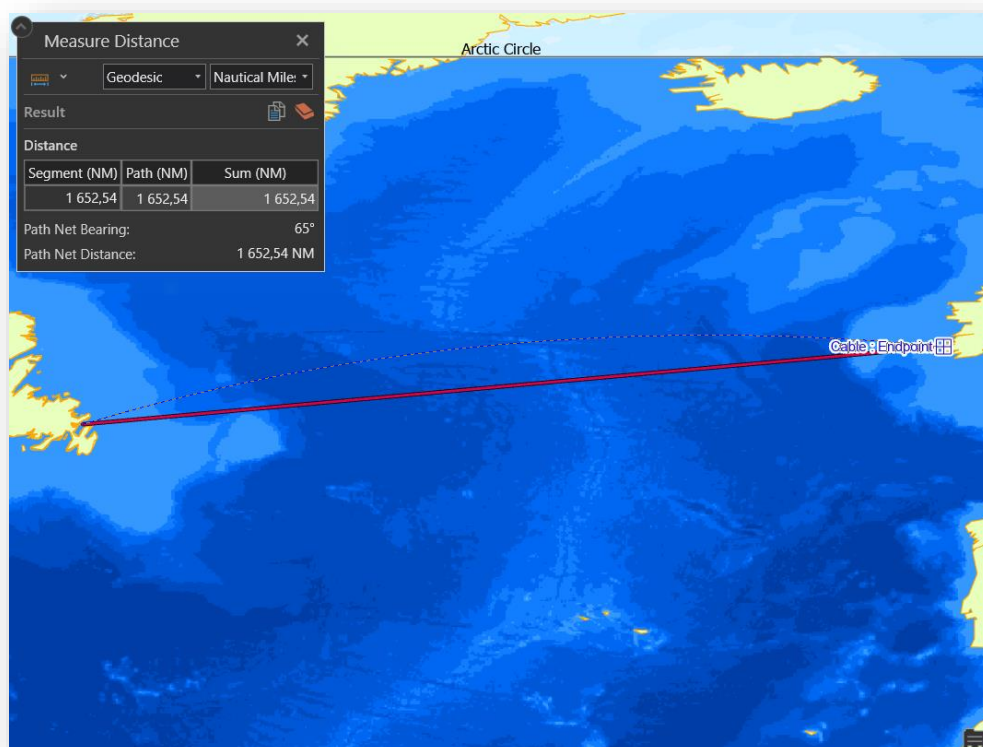 Measure Distance
Arctic Circle
Geodesic Nautical Mile:
Result
Distance
Segment (NM) Path (NM) Sum (NM)
1 652,54 1 652,54 1 652,54
Path Net Bearing: 65°
Path Net Distance: 1 652,54 NM
Cable : Endpoint